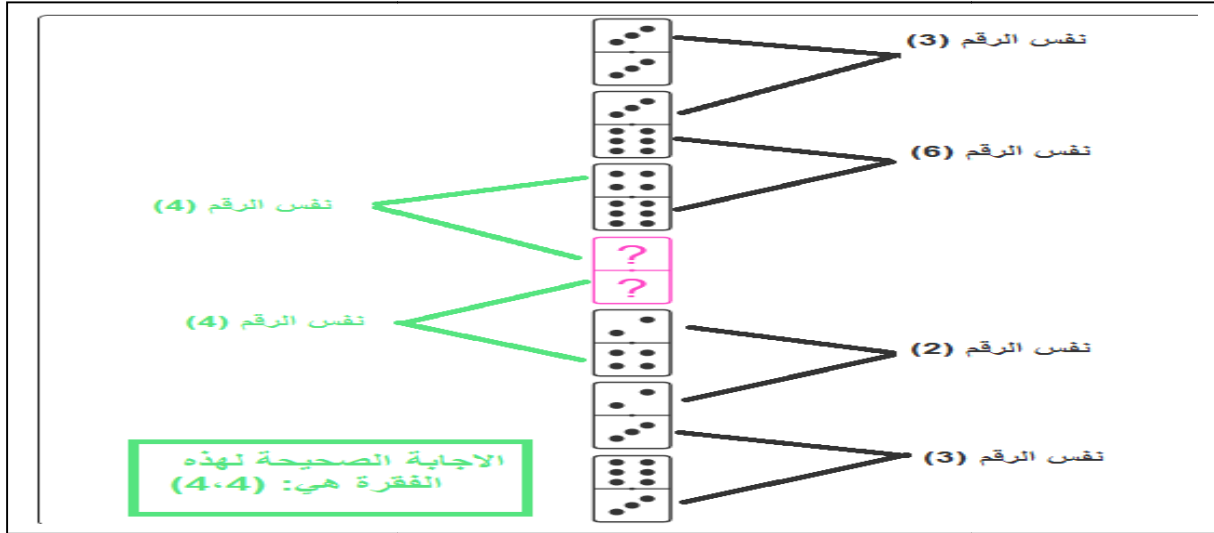 نفس الرقم (3)
نفس الرقم (6)
نفس الرقم (4)
?
?
نفس الرقم (4)
نفس الرقم (2)
نفس الرقم (3)
الاجابة الصحيحة لهذه
الفقرة هي: (4،4)